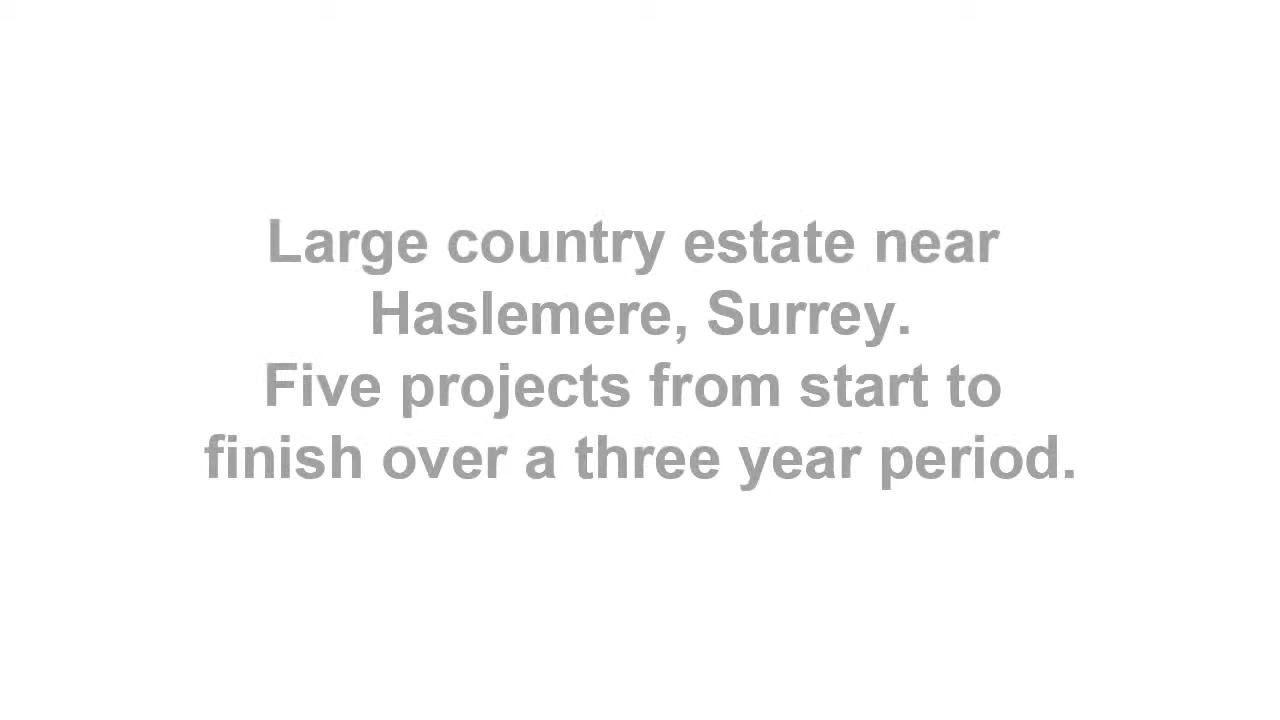 Large country estate near
Haslemere, Surrey.
Five projects from start to
finish over a three year period.